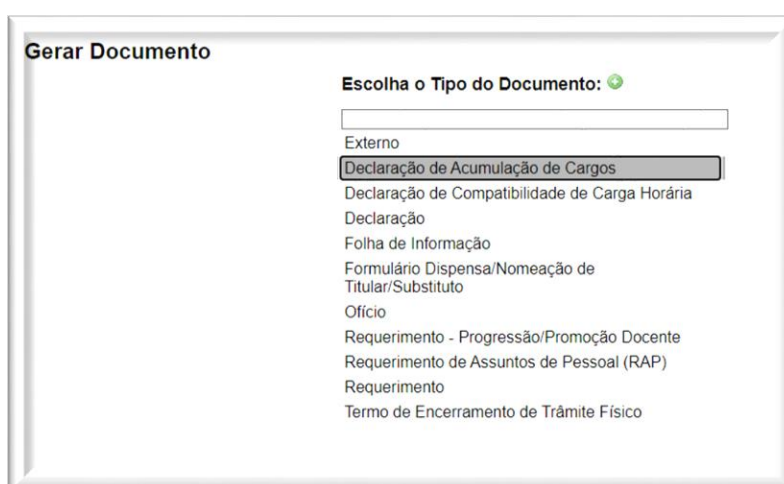 Gerar Documento
Escolha o Tipo do Documento:
Externo
Declaração de Acumulação de Cargos
Declaração de Compatibilidade de Carga Horária
Declaração
Folha de Informação
Formulário Dispensa/Nomeação de
Titular/Substituto
Ofício
Requerimento - Progressão/Promoção Docente
Requerimento de Assuntos de Pessoal (RAP)
Requerimento
Termo de Encerramento de Trâmite Físico